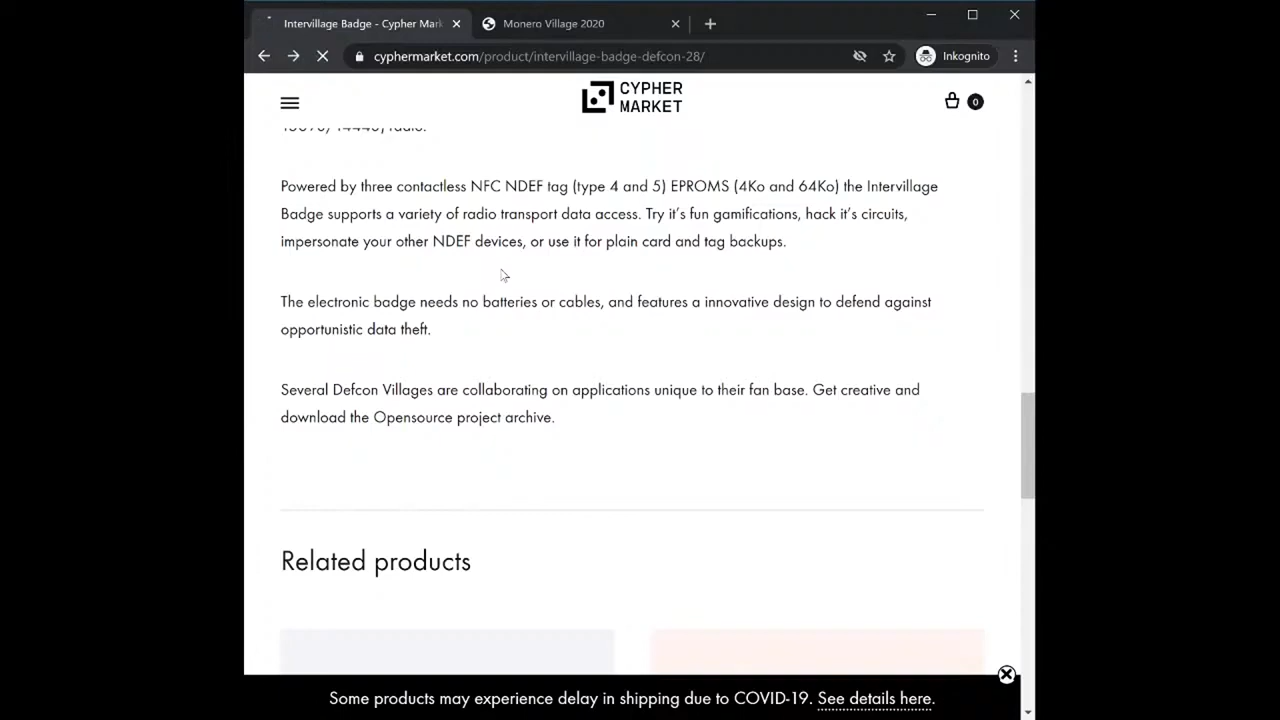 Intervillage Badge - Cypher Mark
Monero Village 2020
cyphermarket.com/product/intervillage-badge-defcon-28/
Inkognito
CYPHER
MARKET
0
radio.
Powered by three contactless NFC NDEF tag (type 4 and 5) EPROMS (4Ko and 64Ko) the Intervillage
Badge supports a variety of radio transport data access. Try it's fun gamifications, hack it's circuits,
impersonate your other NDEF devices, or use it for plain card and tag backups.
The electronic badge needs no batteries or cables, and features a innovative design to defend against
opportunistic data theft.
Several Defcon Villages are collaborating on applications unique to their fan base. Get creative and
download the Opensource project archive.
Related products
Some products may experience delay in shipping due to COVID-19. See details here.